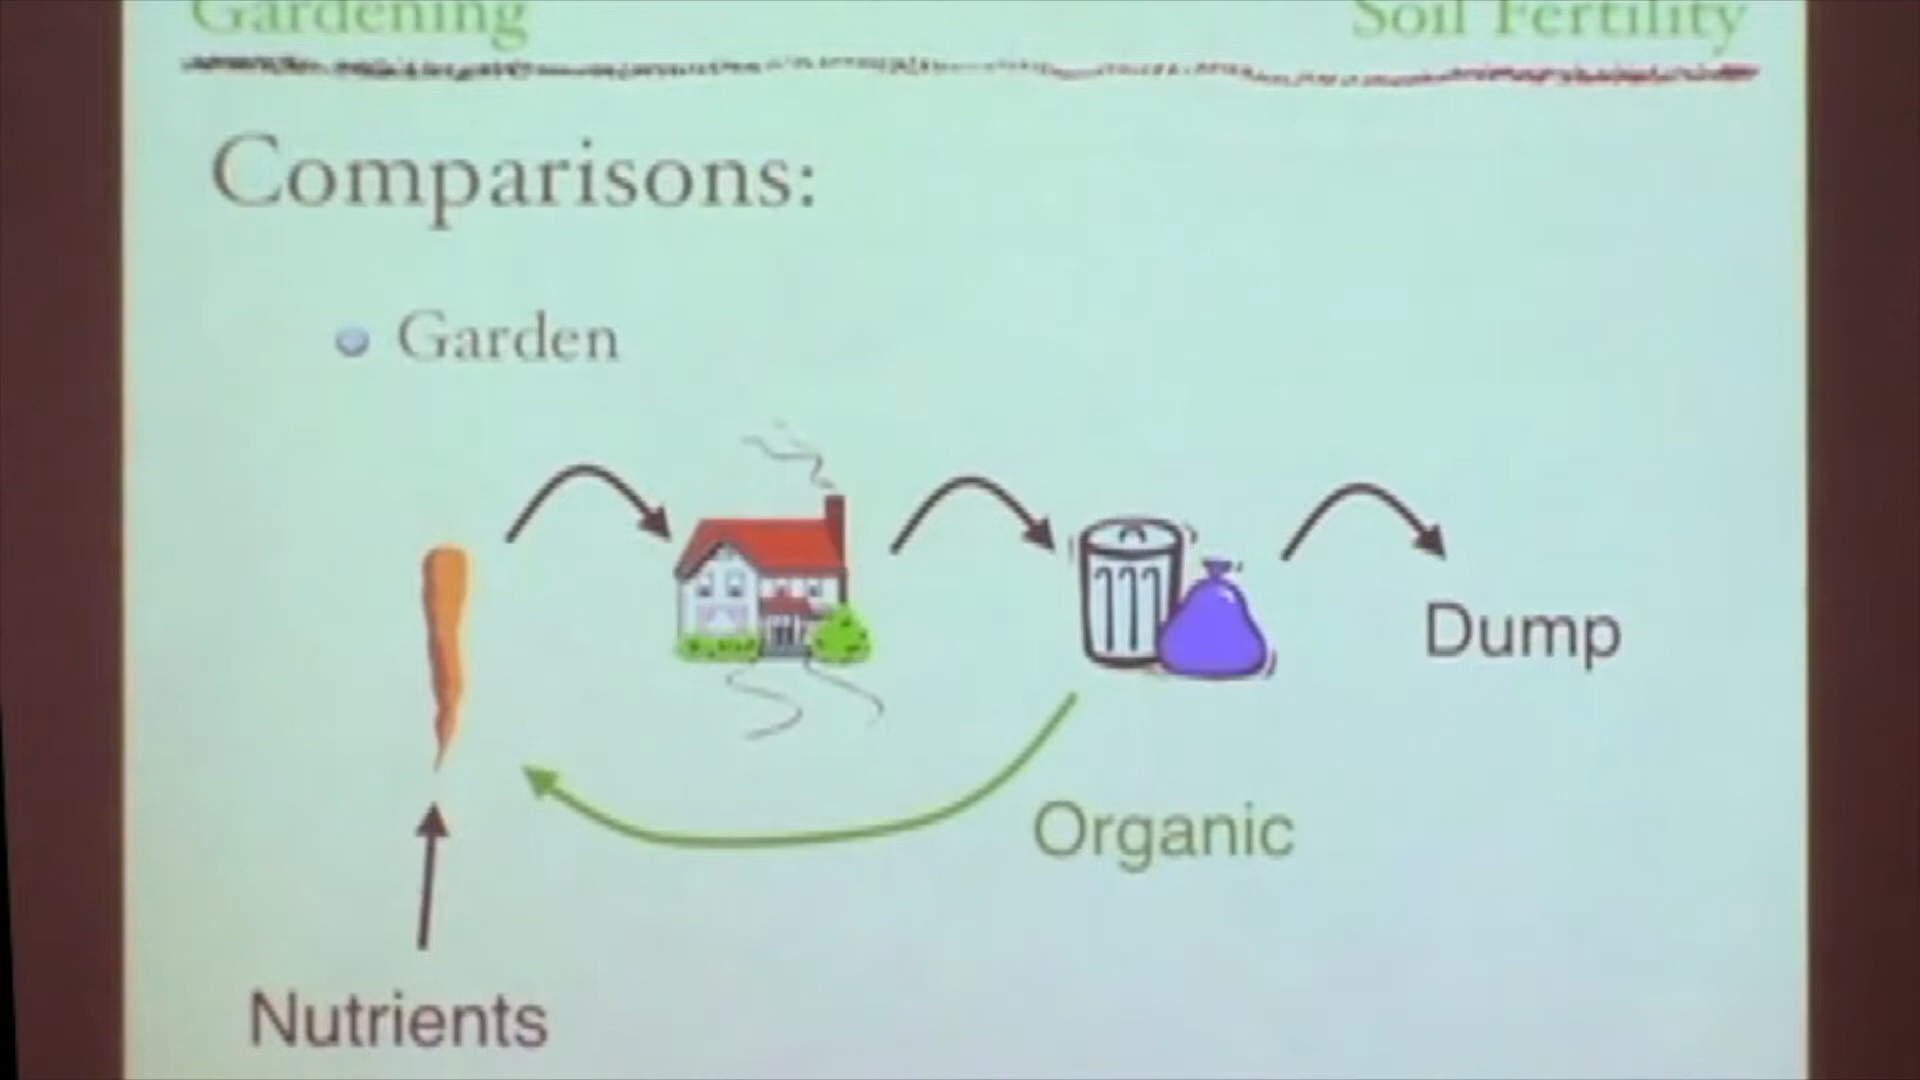 Gardening
Soil Fertility
Comparisons:
Garden
Dump
Organic
Nutrients